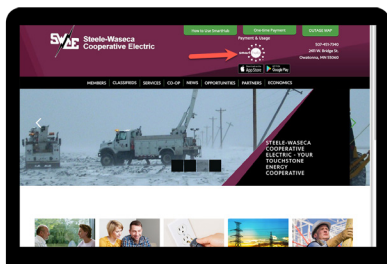 How to Use SmartHub
One-time Payment
OUTAGE MAP
SWCE
Steele-Waseca
Cooperative Electric
Payment & Usage
507-451-7340
2411 W. Bridge St.
Owatonna, MN 55060
App Store
Google Play
MEMBERS CLASSIFIEDS SERVICES CO-OP NEWS OPPORTUNITIES PARTNERS ECONOMICS
STEELE-WASECA
COOPERATIVE
ELECTRIC - YOUR
TOUCHSTONE
ENERGY
COOPERATIVE